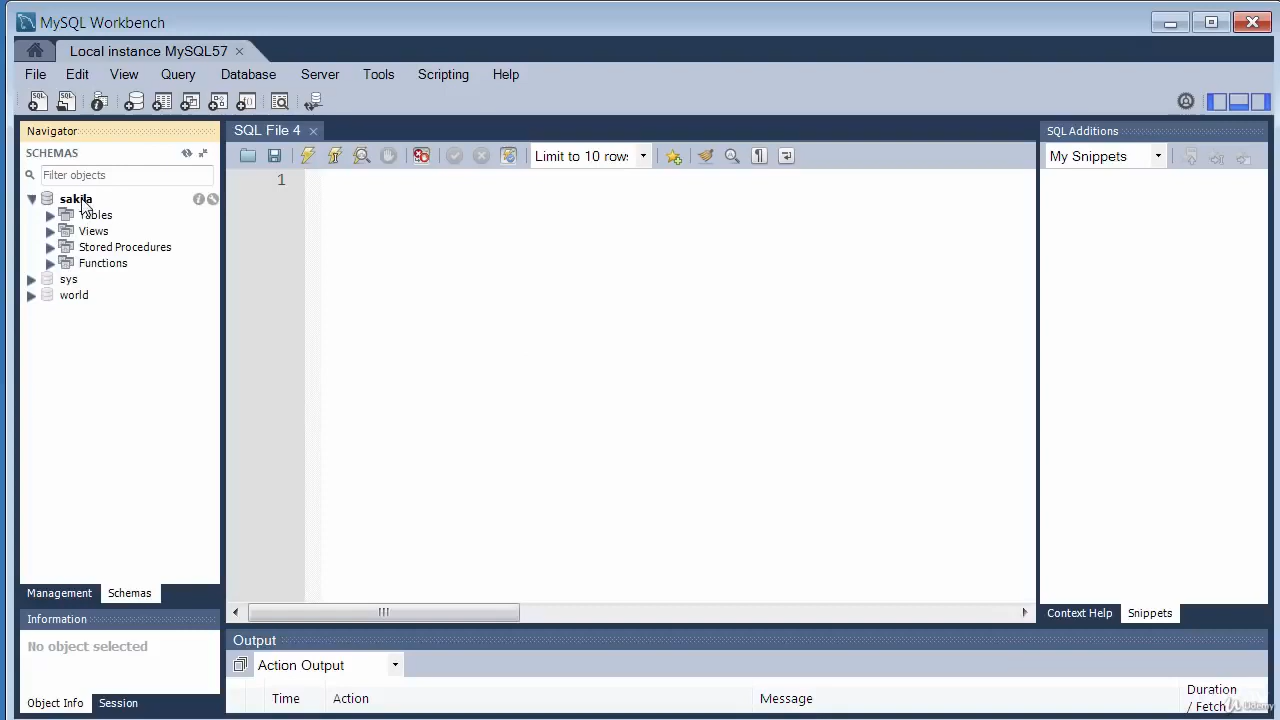 MySQL Workbench
Local instance MySQL57
File Edit View Query Database Server Tools Scripting Help
Navigator
SCHEMAS
Filter objects
sakila
Tables
Views
Stored Procedures
Functions
sys
world
Management Schemas
Information
No object selected
Object Info Session
SQL File 4
Limit to 10 rows
1
SQL Additions
My Snippets
Context Help Snippets
Output
Action Output
Time Action Message Duration / Fetch
Udemy